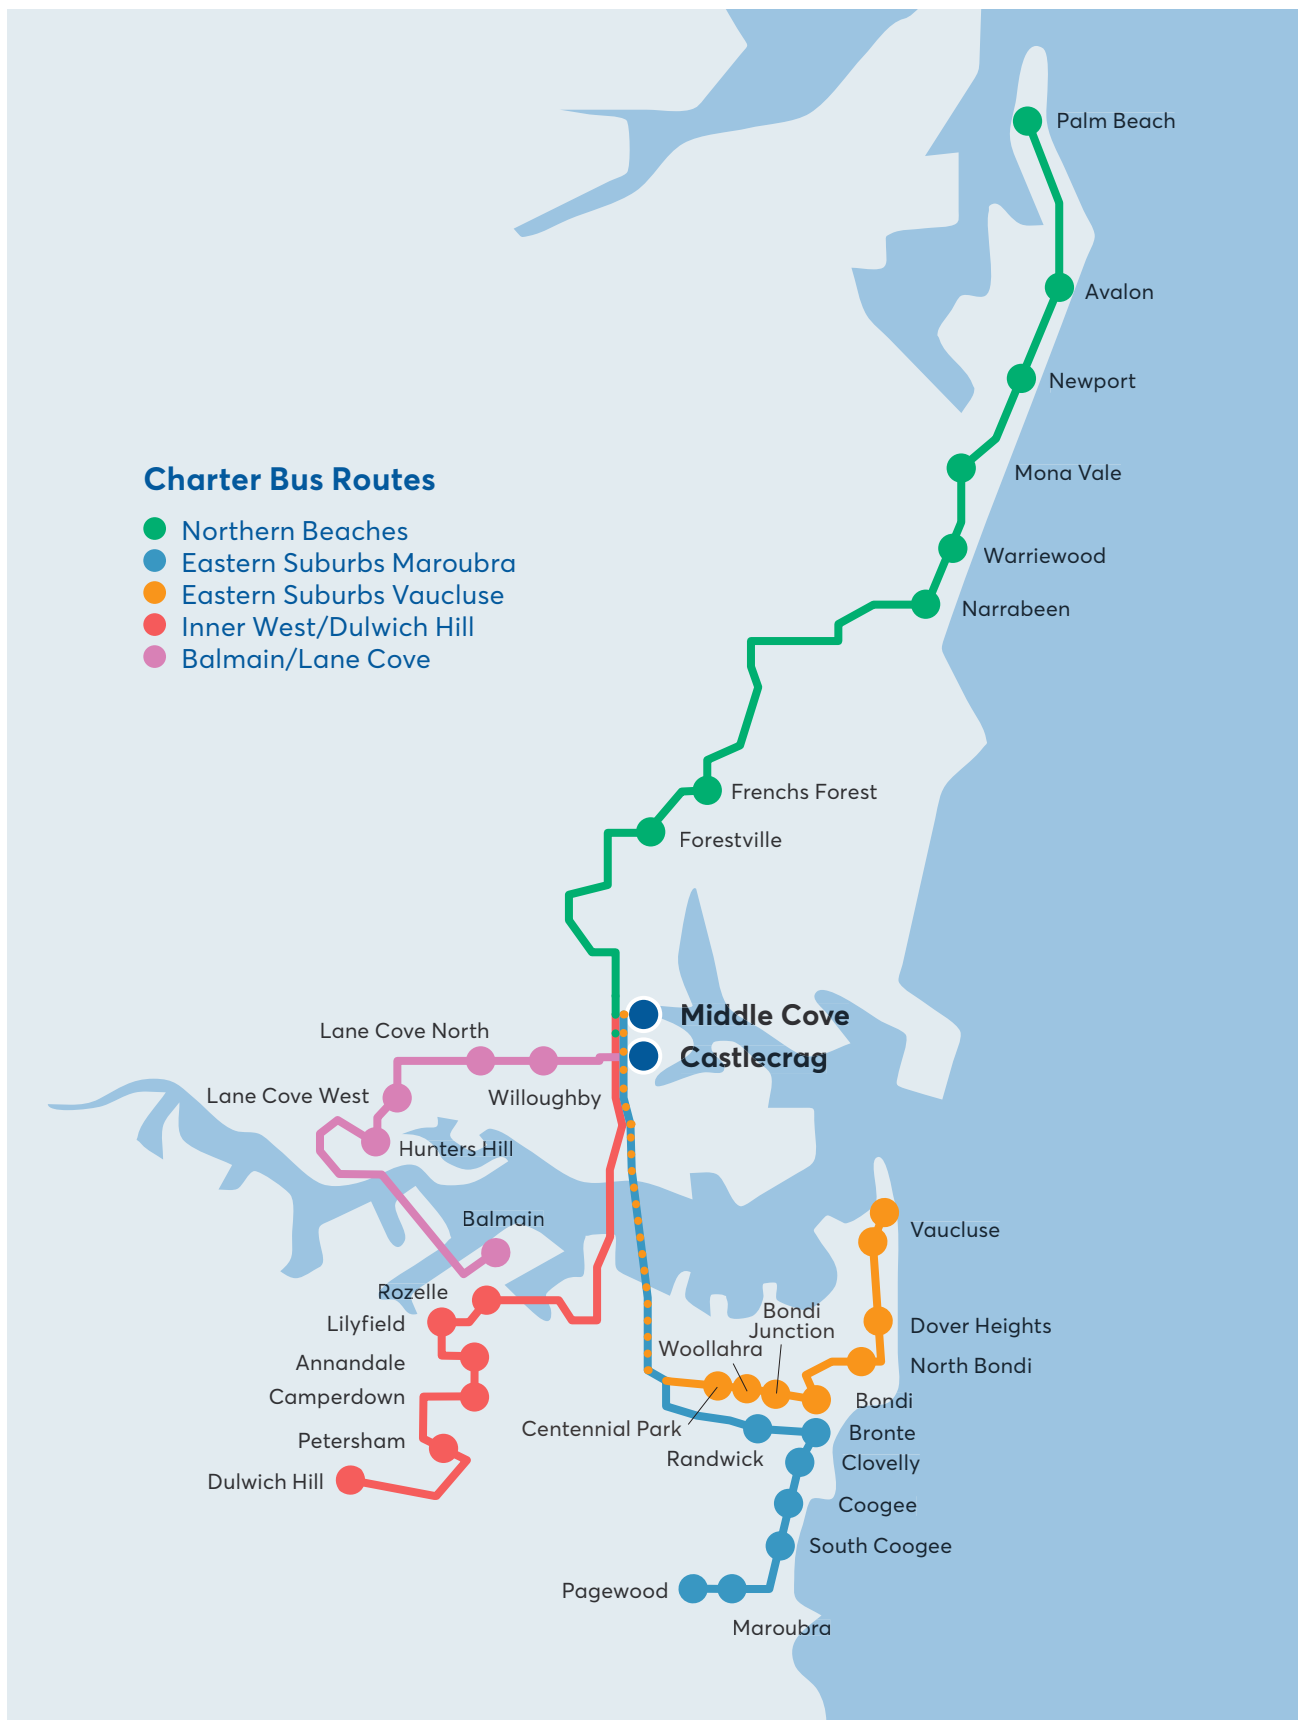 Palm Beach
Avalon
Newport
Mona Vale
Warriewood
Narrabeen
Charter Bus Routes
Northern Beaches
Eastern Suburbs Maroubra
Eastern Suburbs Vaucluse
Inner West/Dulwich Hill
Balmain/Lane Cove
Frenchs Forest
Forestville
Middle Cove
Castlecrag
Lane Cove North
Willoughby
Lane Cove West
Hunters Hill
Balmain
Rozelle
Lilyfield
Annandale
Camperdown
Petersham
Dulwich Hill
Vaucluse
Dover Heights
North Bondi
Bondi
Junction
Woollahra
Centennial Park
Bondi
Randwick
Bronte
Clovelly
Coogee
South Coogee
Pagewood
Maroubra